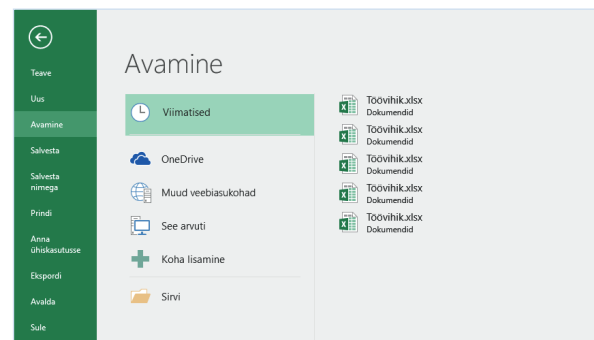 Teave
Uus
Avamine
Salvesta
Salvesta
nimega
Prindi
Anna
ühiskasutusse
Ekspordi
Avalda
Sule
Avamine
Viimatised
OneDrive
Muud veebiasukohad
See arvuti
Koha lisamine
Sirvi
Töövihik.xlsx
Dokumendid
Töövihik.xlsx
Dokumendid
Töövihik.xlsx
Dokumendid
Töövihik.xlsx
Dokumendid
Töövihik.xlsx
Dokumendid